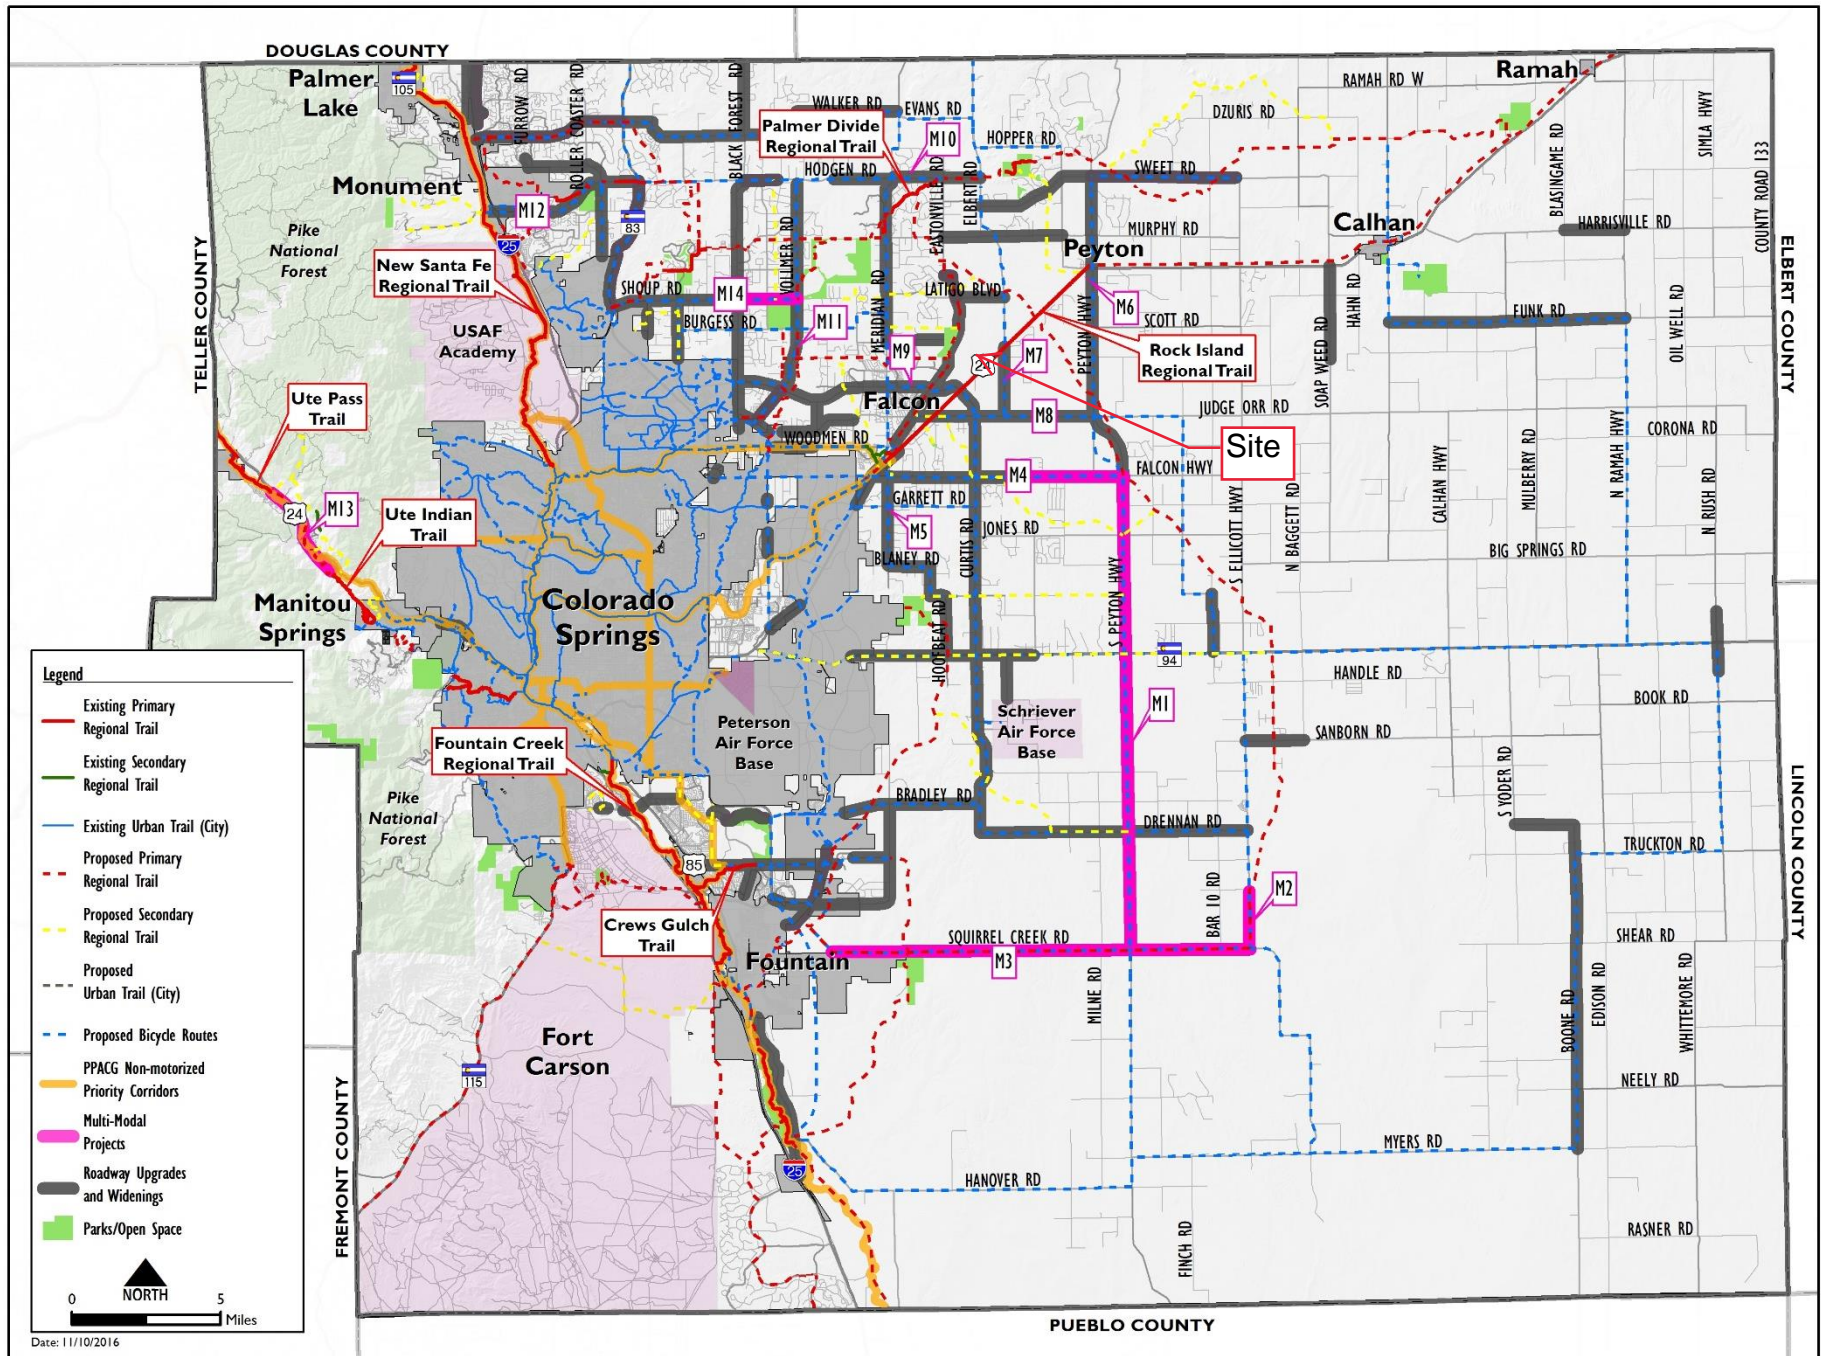 DOUGLAS COUNTY
Palmer
Lake
105
FURROW RD
ROLLER COASTER RD
BLACK FOREST RD
WALKER RD
EVANS RD
Palmer Divide
Regional Trail
M10
HOPPER RD
DZURIS RD
RAMAH RD W
Ramah
SIMLA HWY
COUNTY ROAD 133
BLASINGAME RD
Monument
HODGEN RD
EASTONVILLE RD
ELBERT RD
SWEET RD
M12
83
25
Pike
National
Forest
TELLER COUNTY
New Santa Fe
Regional Trail
VOLLMER RD
MURPHY RD
Peyton
Calhan
HARRISVILLE RD
ELBERT COUNTY
SHOUP RD
M14
BURGESS RD
M11
MERIDIAN RD
LATIGO BLVD
M6
SCOTT RD
PEYTON HWY
HAHN RD
SOAP WEED RD
FUNK RD
OIL WELL RD
USAF
Academy
M9
24
M7
Rock Island
Regional Trail
Ute Pass
Trail
Falcon
M8
JUDGE ORR RD
CORONA RD
WOODMEN RD
Site
M4
FALCON HWY
CALHAN HWY
MULBERRY RD
N RAMAH HWY
N RUSH RD
GARRETT RD
24
M13
Ute Indian
Trail
M5
JONES RD
BLANEY RD
CURTIS RD
S ELLICOTT HWY
N BAGGETT RD
BIG SPRINGS RD
Manitou
Springs
Colorado
Springs
HOOFBEAT RD
S PEYTON HWY
94
HANDLE RD
BOOK RD
Legend
Existing Primary
Regional Trail
Existing Secondary
Regional Trail
Existing Urban Trail (City)
Proposed Primary
Regional Trail
Proposed Secondary
Regional Trail
Proposed
Urban Trail (City)
Proposed Bicycle Routes
PPACG Non-motorized
Priority Corridors
Multi-Modal
Projects
Roadway Upgrades
and Widenings
Parks/Open Space
NORTH
0
5
Miles
Date: 11/10/2016
Peterson
Air Force
Base
Schriever
Air Force
Base
M1
SANBORN RD
Fountain Creek
Regional Trail
Pike
National
Forest
BRADLEY RD
DRENNAN RD
S YODER RD
TRUCKTON RD
LINCOLN COUNTY
85
BAR 10 RD
M2
Crews Gulch
Trail
Fountain
SQUIRREL CREEK RD
M3
SHEAR RD
MILNE RD
BOONE RD
EDISON RD
WHITTEMORE RD
Fort
Carson
115
NEELY RD
FREMONT COUNTY
MYERS RD
25
HANOVER RD
FINCH RD
RASNER RD
PUEBLO COUNTY